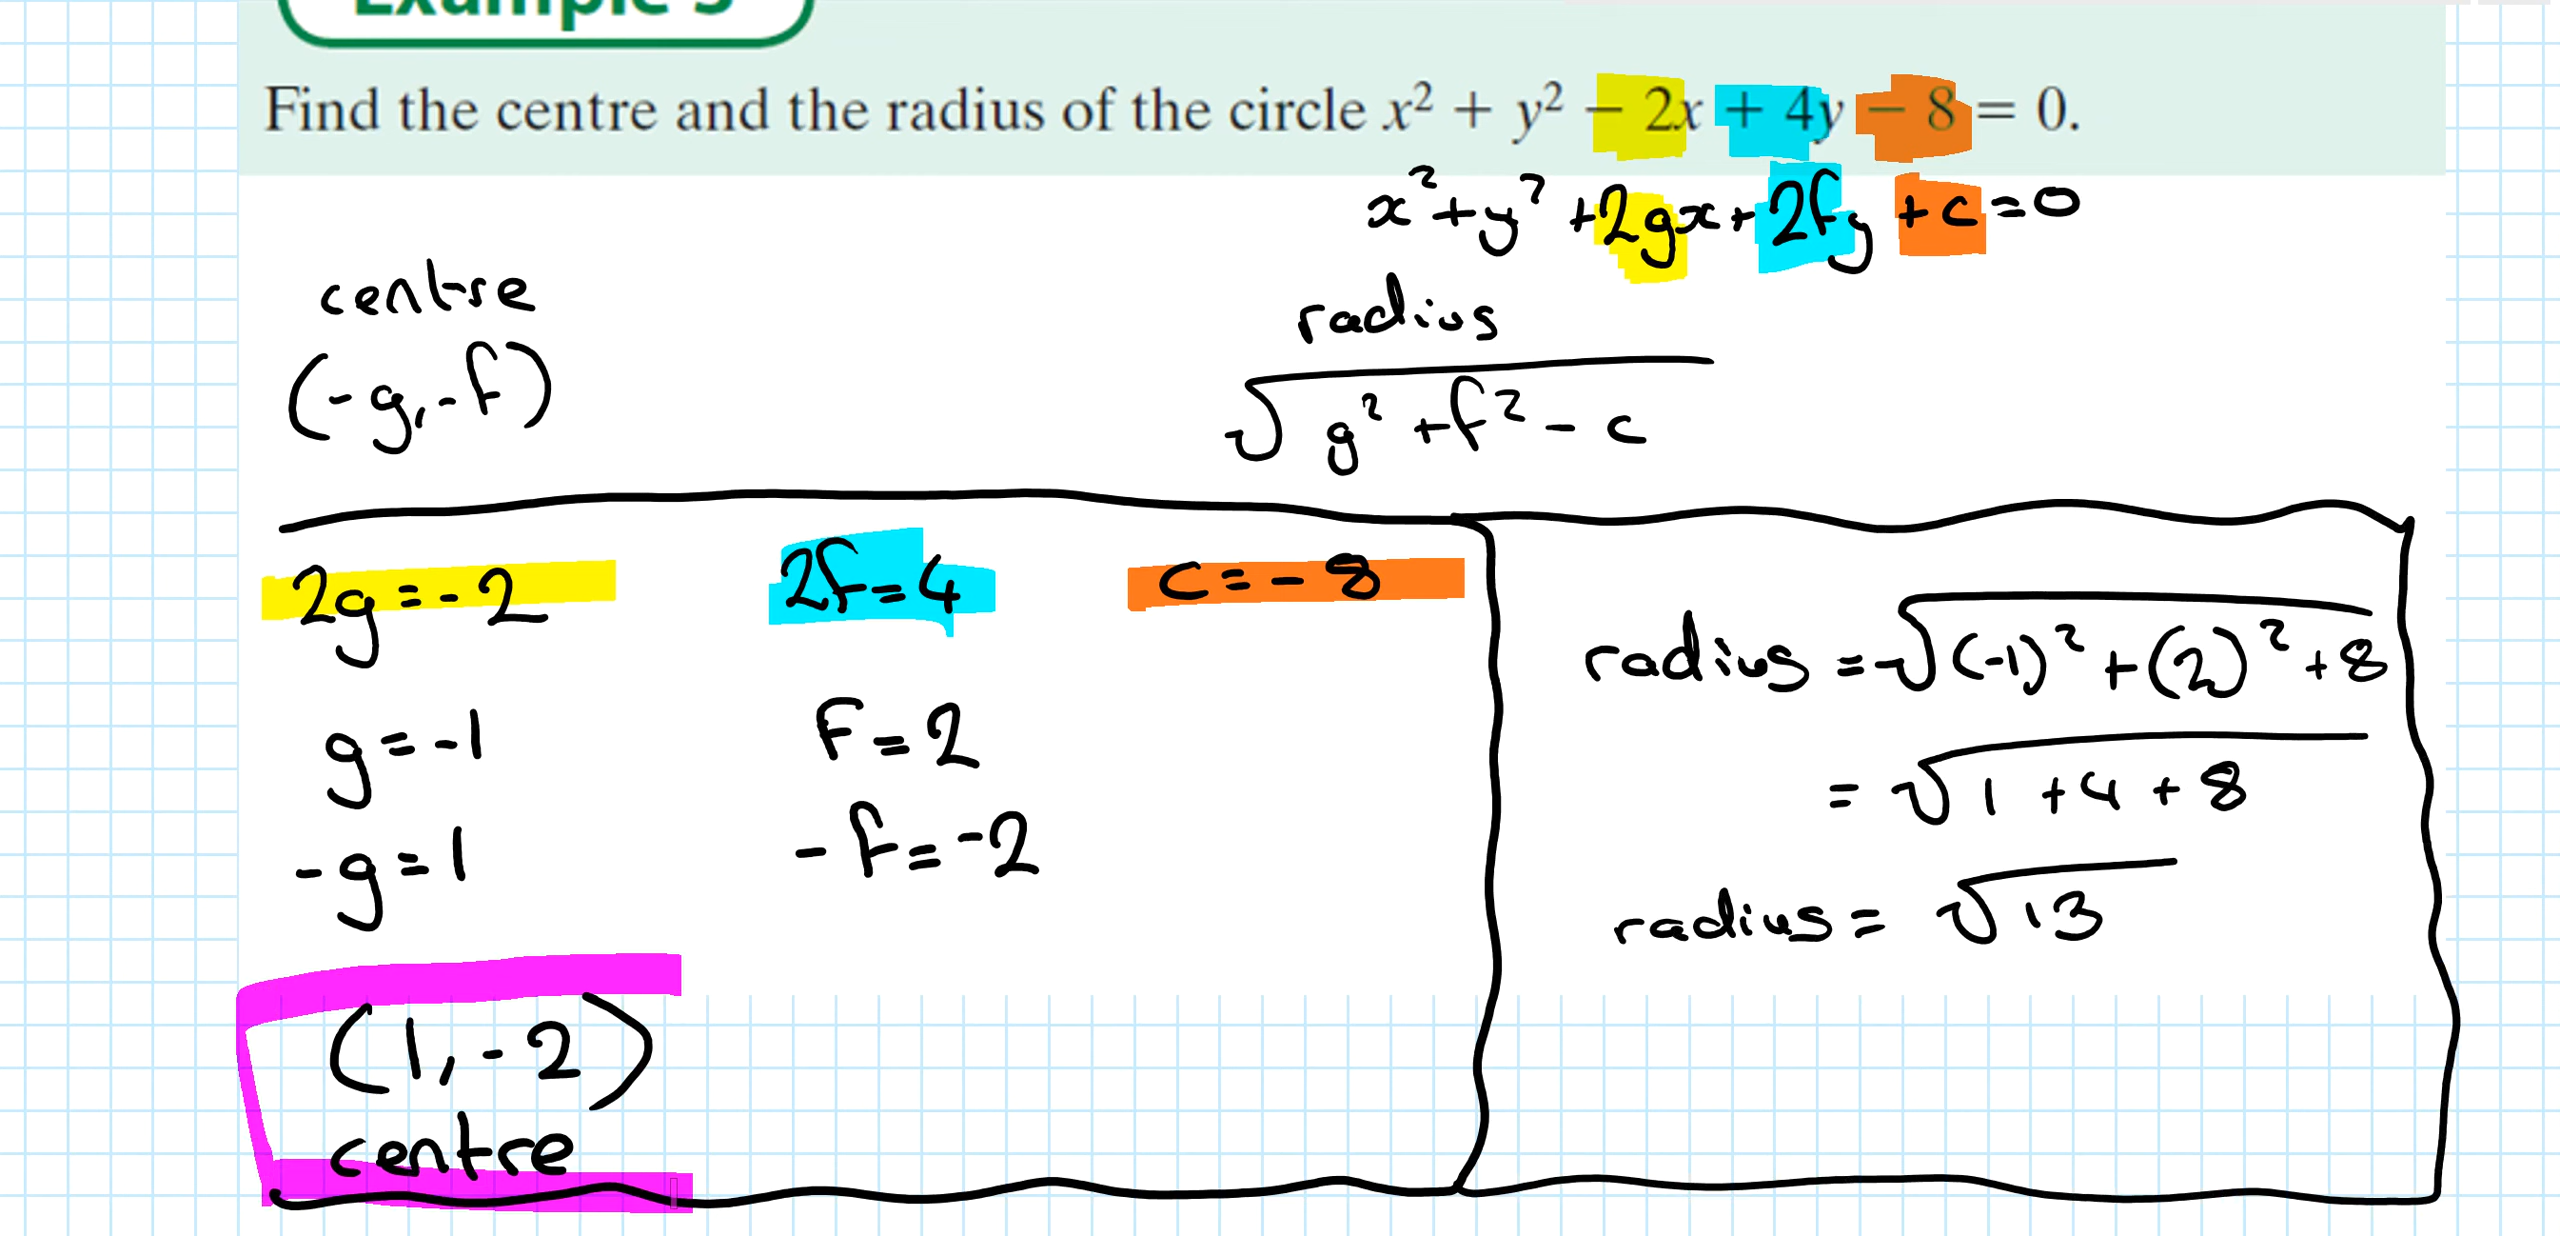 Example 3
Find the centre and the radius of the circle x² + y² − 2x + 4y − 8 = 0.
x² + y² + 2gx + 2fy + c = 0
centre
(-g, -f)
radius
√(g² + f² - c)
2g = -2
g = -1
-g = 1
2f = 4
f = 2
-f = -2
c = -8
(1, -2)
centre
radius = √((-1)² + (2)² + 8)
= √(1 + 4 + 8)
radius = √13